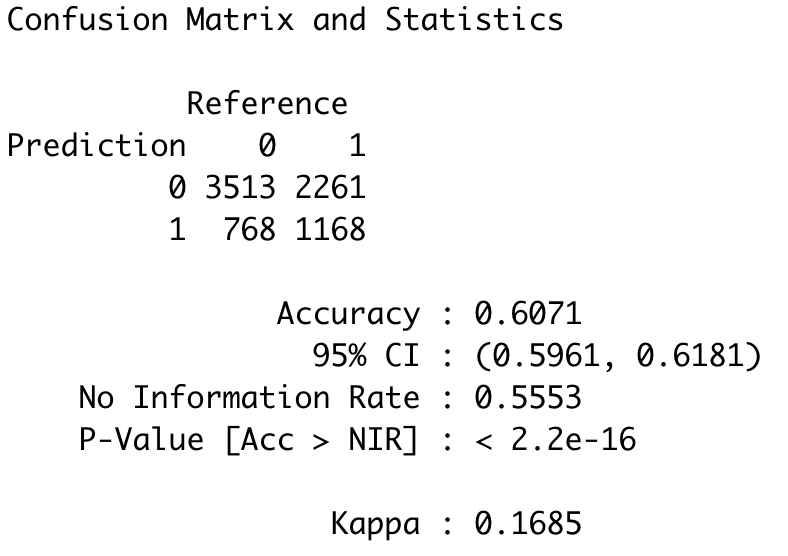 Confusion Matrix and Statistics
Reference
Prediction 0 1
0 3513 2261
1 768 1168
Accuracy : 0.6071
95% CI : (0.5961, 0.6181)
No Information Rate : 0.5553
P-Value [Acc > NIR] : < 2.2e-16
Kappa : 0.1685